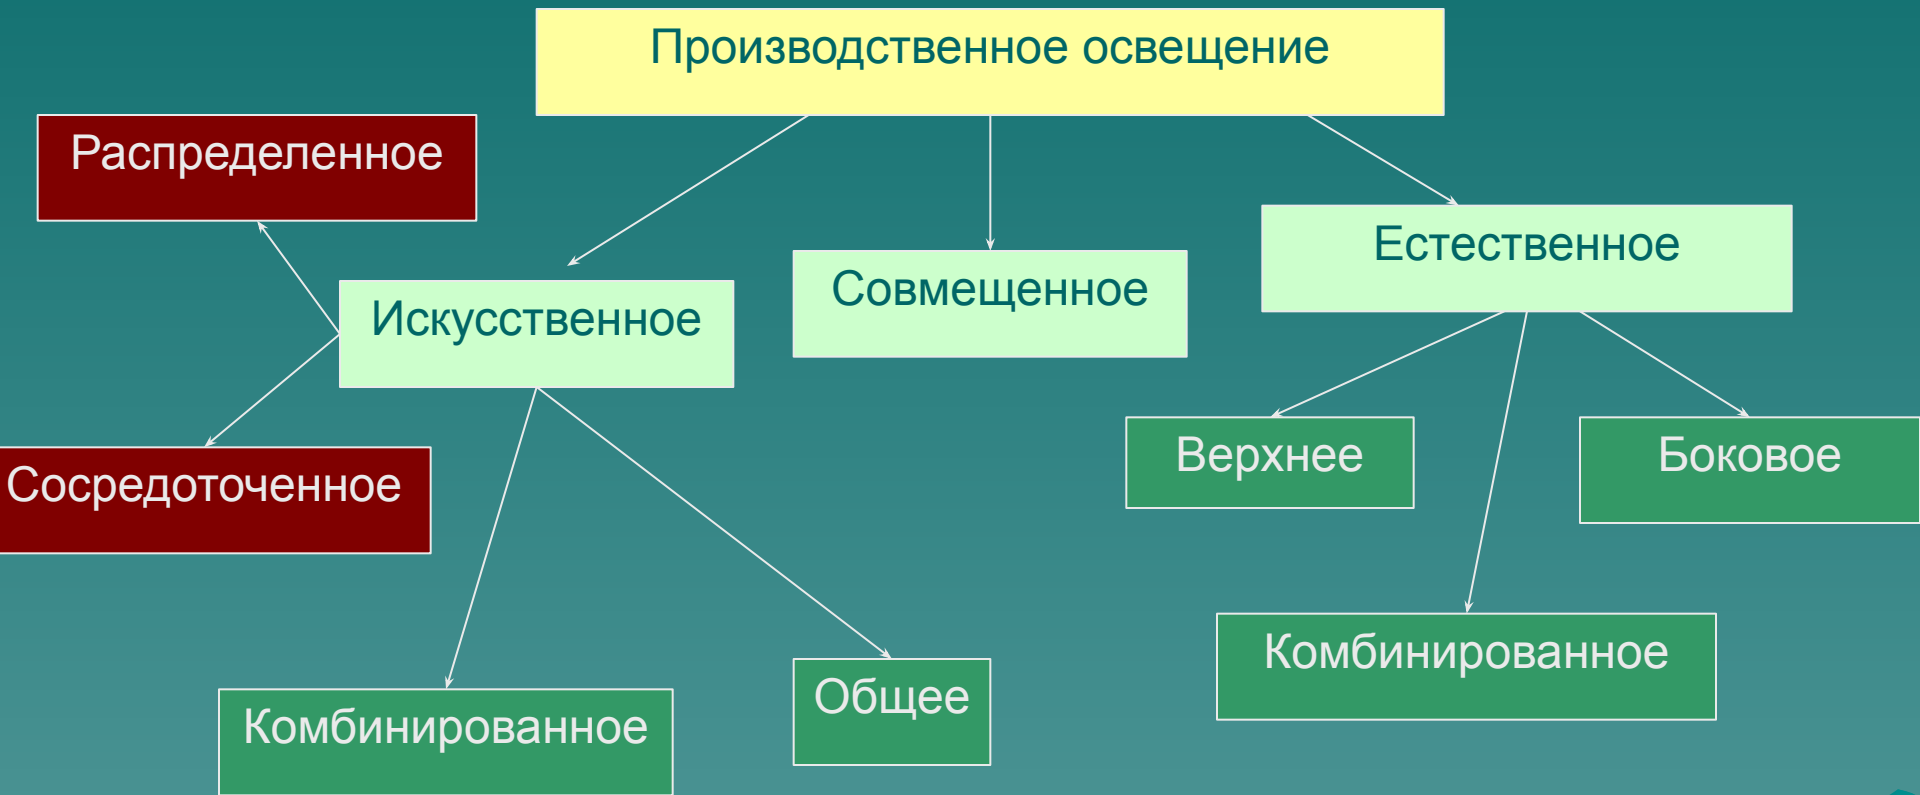 Производственное освещение
Распределенное
Естественное
Совмещенное
Искусственное
Верхнее
Боковое
Сосредоточенное
Комбинированное
Общее
Комбинированное